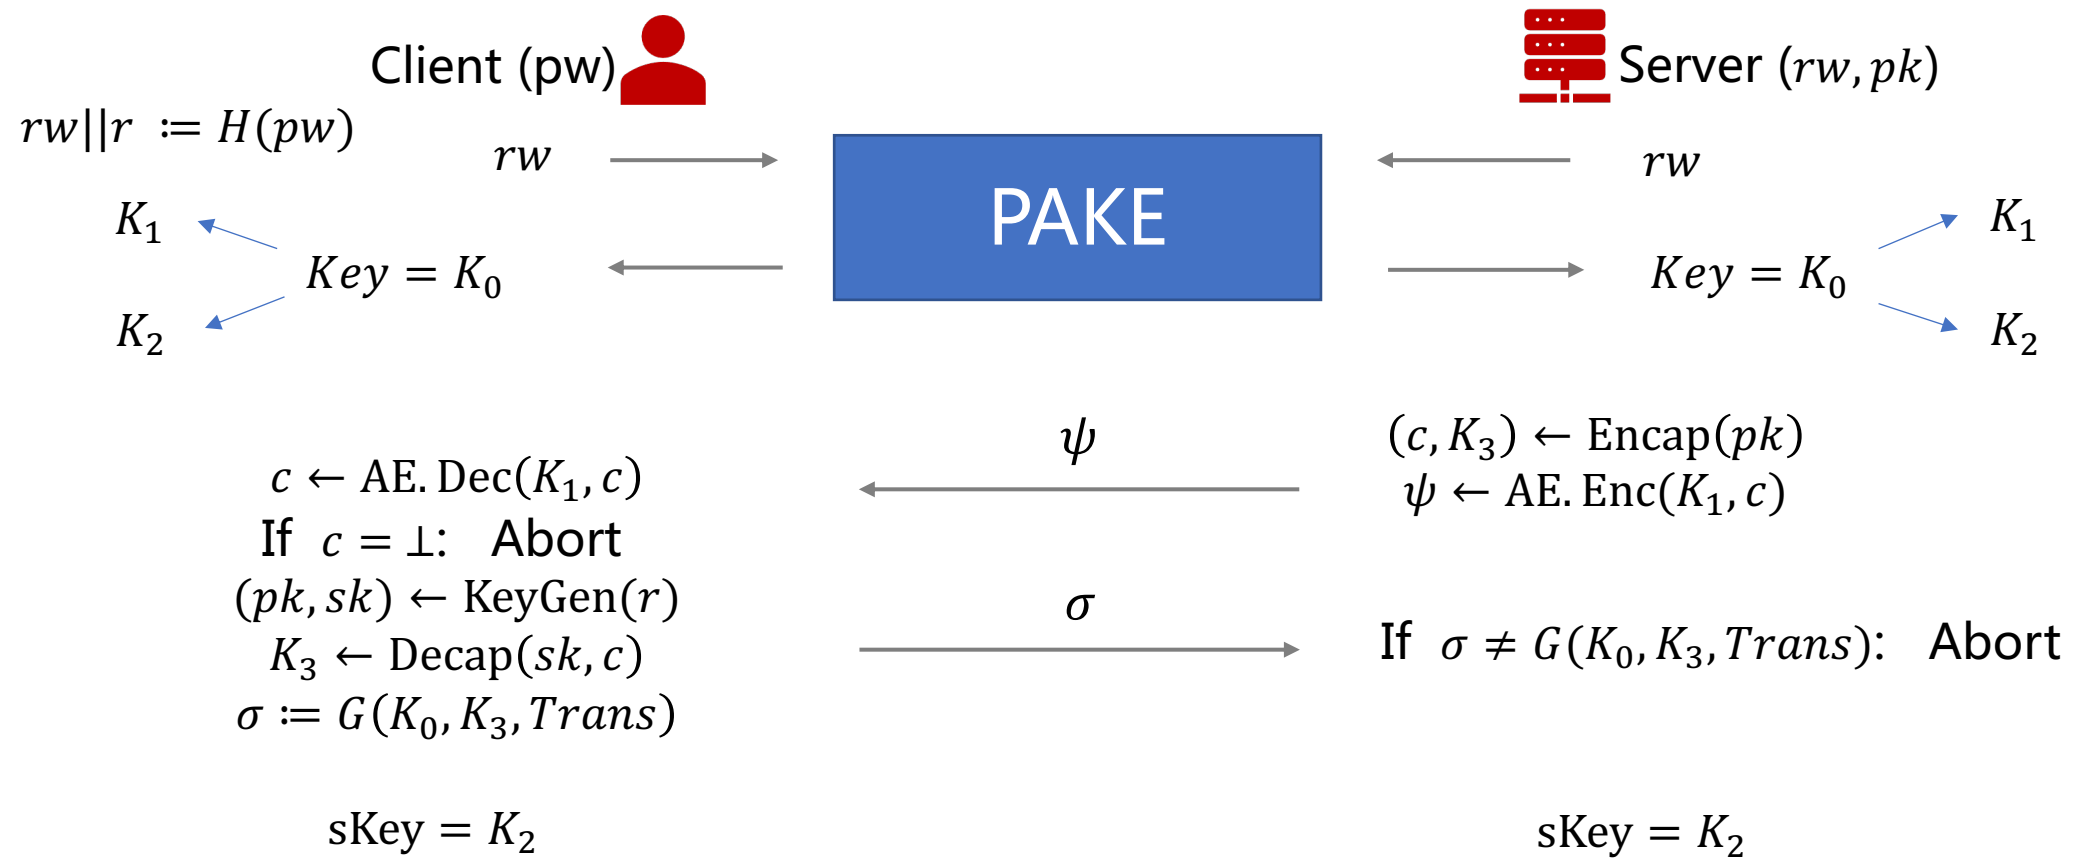 Client (pw)
Server (rw, pk)
rw||r ≔ H(pw)
rw
PAKE
rw
K₁
K₁
Key = K₀
Key = K₀
K₂
K₂
ψ
(c, K₃) ← Encap(pk)
c ← AE. Dec(K₁, c)
ψ ← AE. Enc(K₁, c)
If c = ⊥: Abort
(pk, sk) ← KeyGen(r)
σ
K₃ ← Decap(sk, c)
If σ ≠ G(K₀, K₃, Trans): Abort
σ ≔ G(K₀, K₃, Trans)
sKey = K₂
sKey = K₂